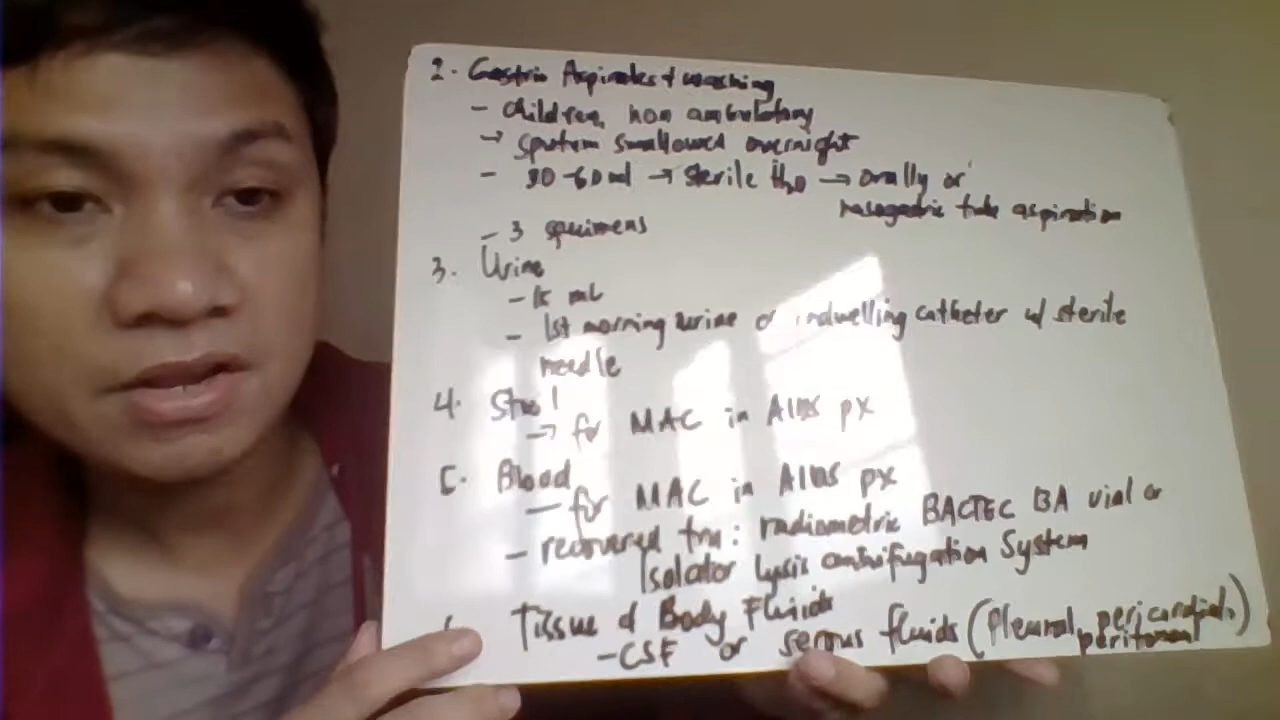 2. Gastric Aspirates & washing
- children, non ambulatory
→ sputum swallowed overnight
- 30-60 ml → sterile H2O → orally or
nasogastric tube aspiration
- 3 specimens
3. Urine
- 15 mL
- 1st morning urine or indwelling catheter w/ sterile
needle
4. Stool
→ for MAC in AIDS px
5. Blood
- for MAC in AIDS px
- recovered thru: radiometric BACTEC 13A vial or
Isolator lysis centrifugation System
Tissue & Body Fluids
- CSF or serous fluids (pleural, pericardial,
peritoneal)